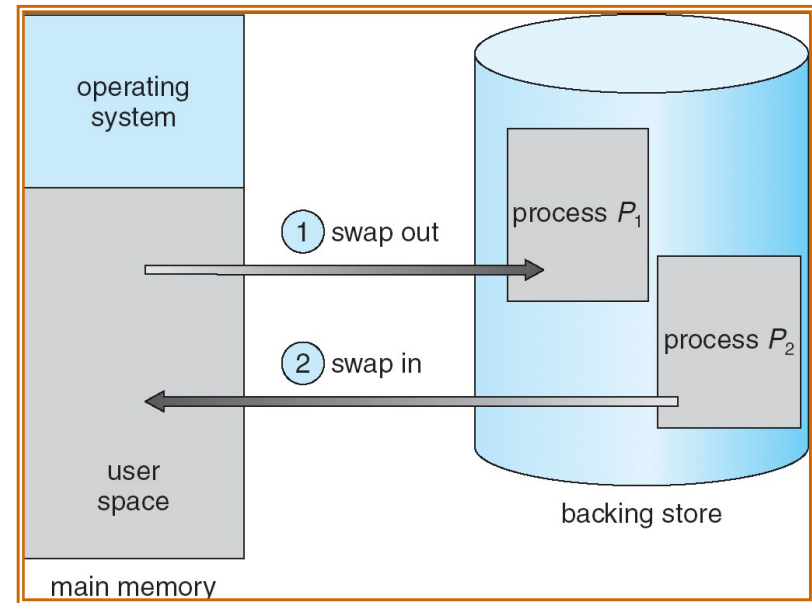 operating
system
process P₁
1 swap out
process P₂
2 swap in
user
space
backing store
main memory